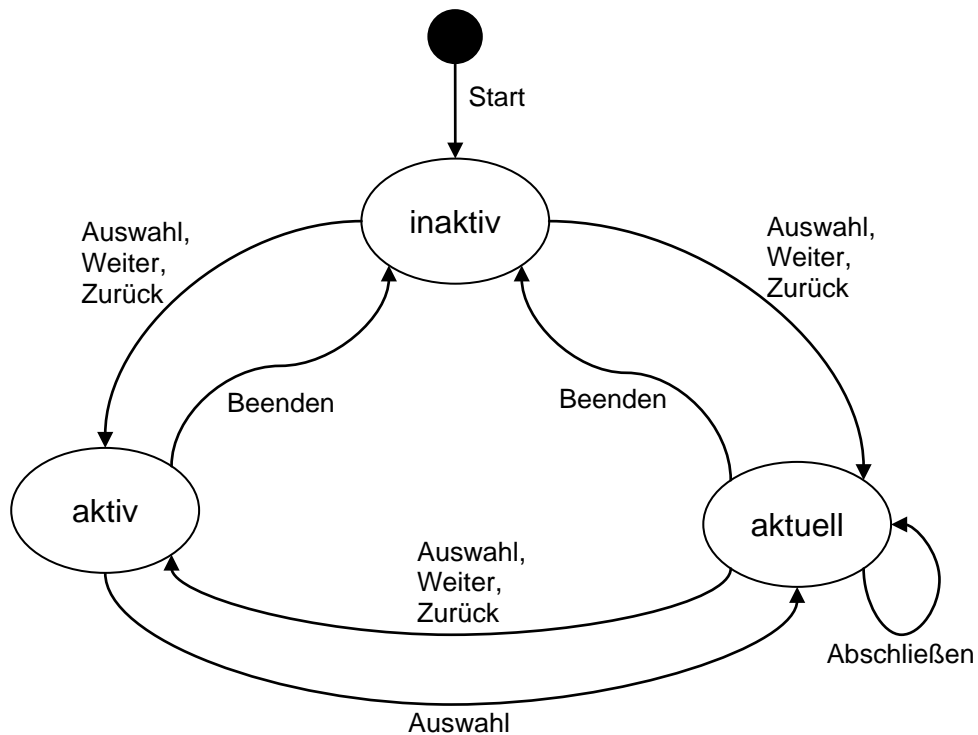 Start
inaktiv
Auswahl,
Weiter,
Zurück
Auswahl,
Weiter,
Zurück
Beenden
Beenden
aktiv
aktuell
Auswahl,
Weiter,
Zurück
Abschließen
Auswahl